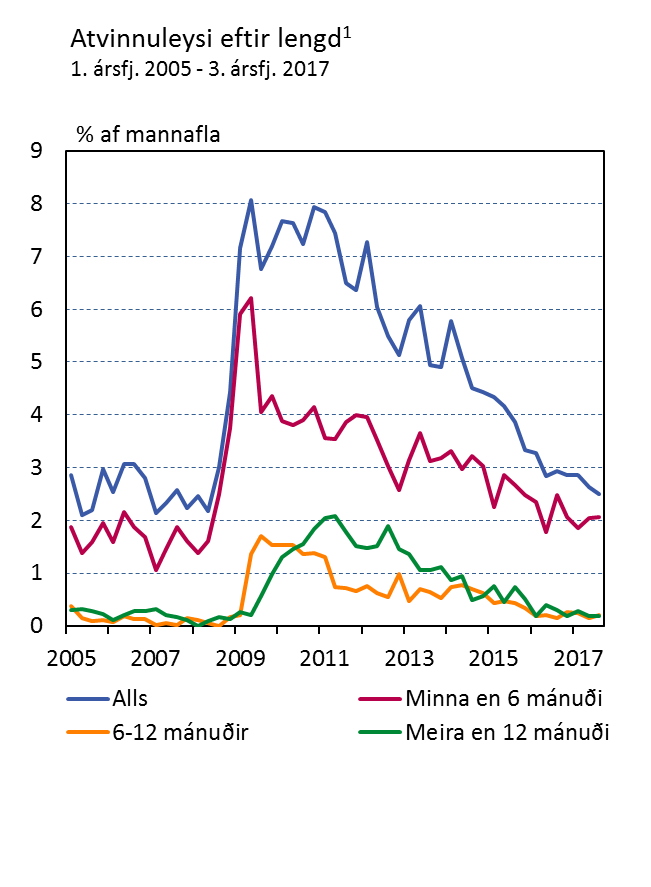 Atvinnuleysi eftir lengd¹
1. ársfj. 2005 - 3. ársfj. 2017
% af mannafla
9
8
7
6
5
4
3
2
1
0
2005 2007 2009 2011 2013 2015 2017
Alls Minna en 6 mánuði
6-12 mánuðir Meira en 12 mánuði